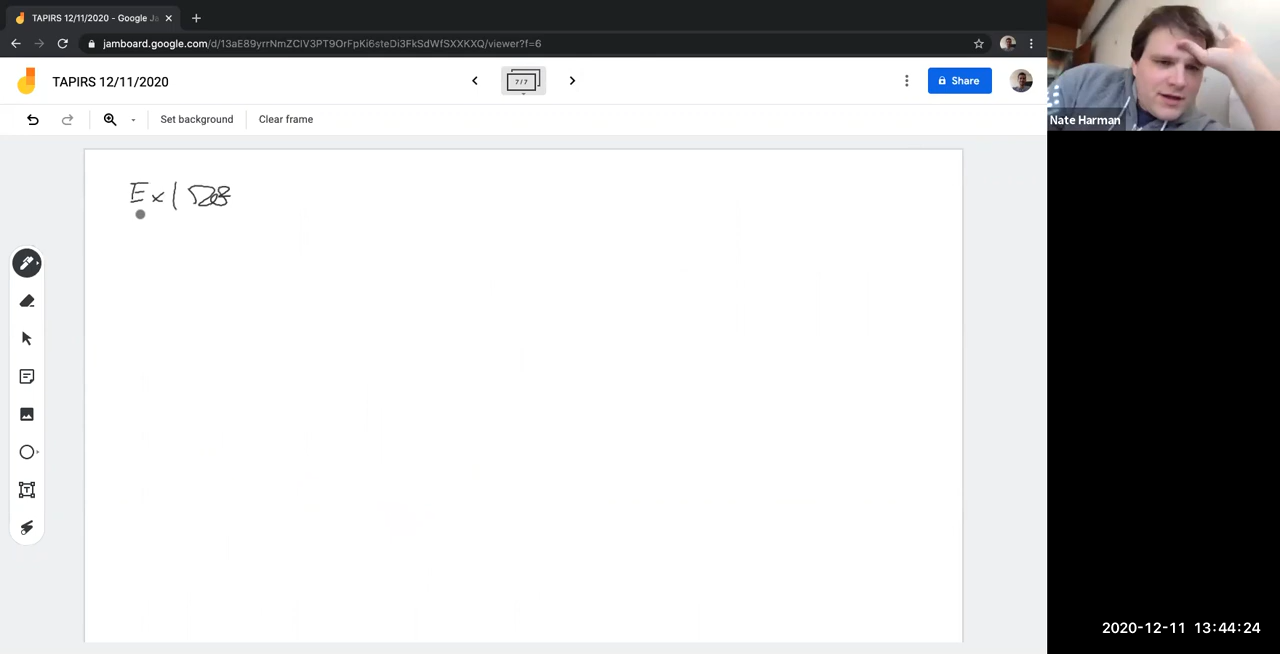 TAPIRS 12/11/2020 - Google Ja
jamboard.google.com/d/13aE89yrrNmZCIV3PT9OrFpKi6steDi3FkSdWfSXXKXQ/viewer?f=6
TAPIRS 12/11/2020
7/7
Share
Set background
Clear frame
Ex
Nate Harman
2020-12-11 13:44:24